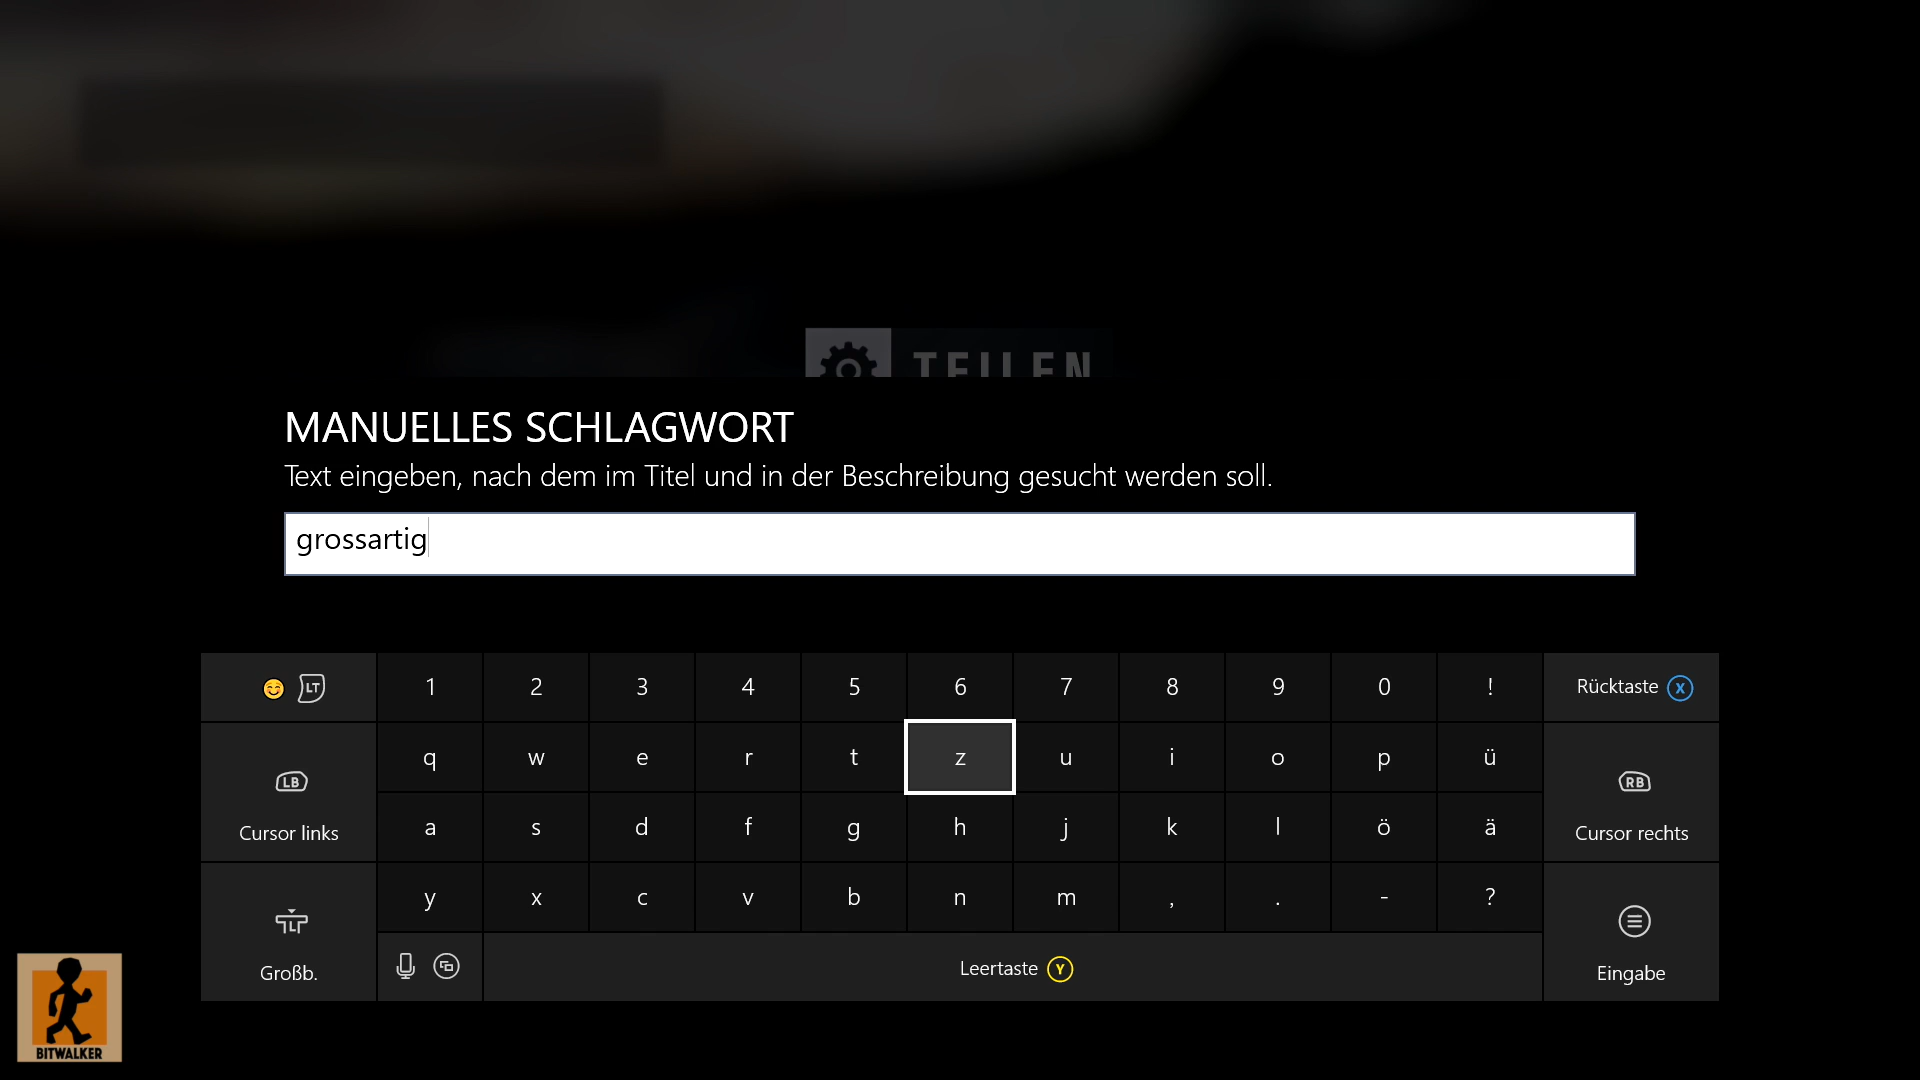 TEILEN
MANUELLES SCHLAGWORT
Text eingeben, nach dem im Titel und in der Beschreibung gesucht werden soll.
grossartig
LT 1 2 3 4 5 6 7 8 9 0 ! Rücktaste X
q w e r t z u i o p ü
LB RB
Cursor links a s d f g h j k l ö ä Cursor rechts
y x c v b n m , . - ?
Großb. Leertaste Y Eingabe
BITWALKER